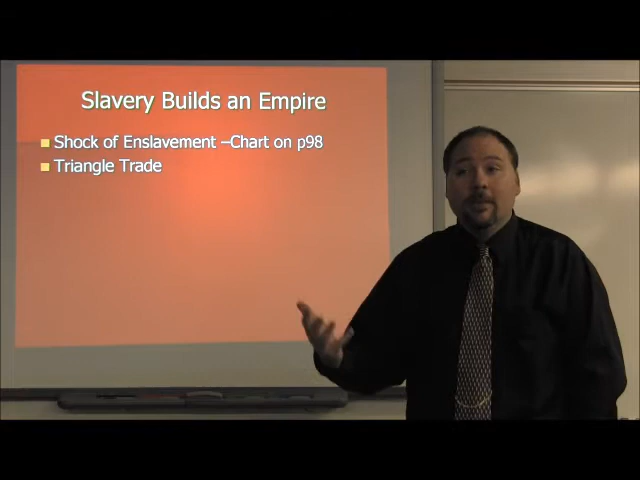 Slavery Builds an Empire
Shock of Enslavement –Chart on p98
Triangle Trade